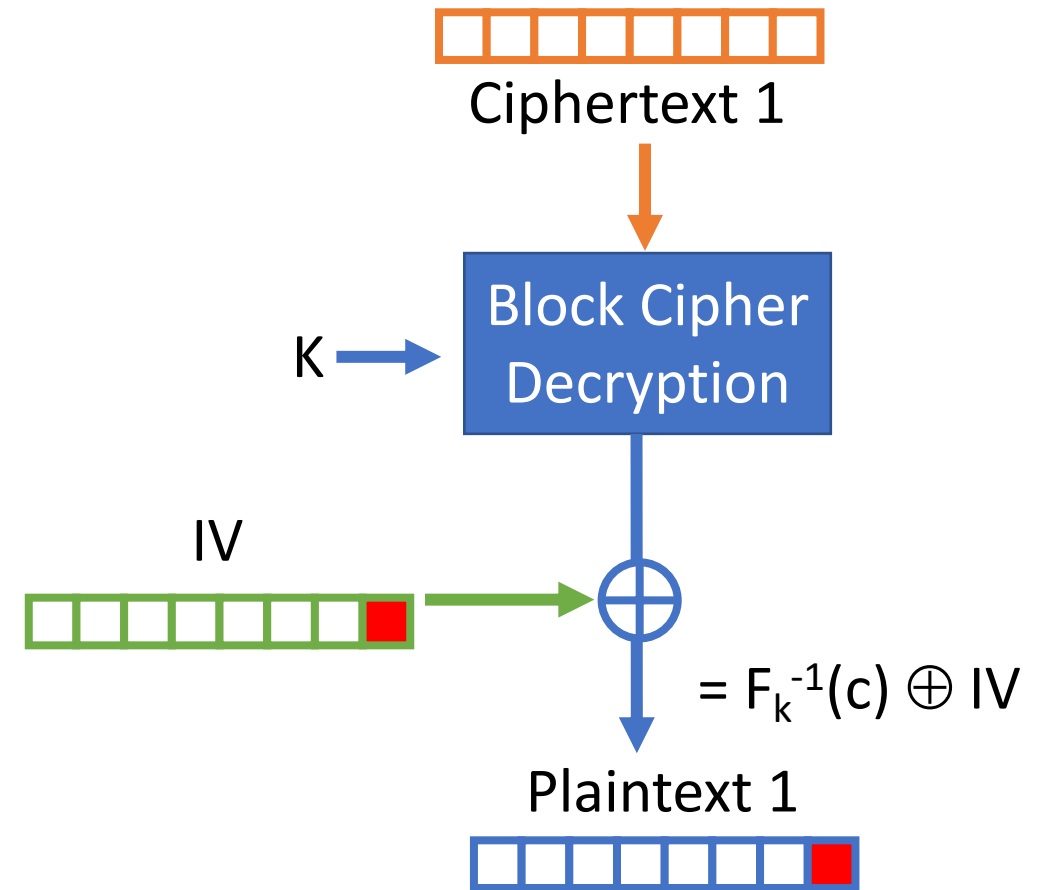 Ciphertext 1
Block Cipher
Decryption
K
IV
= Fₖ⁻¹(c) ⊕ IV
Plaintext 1